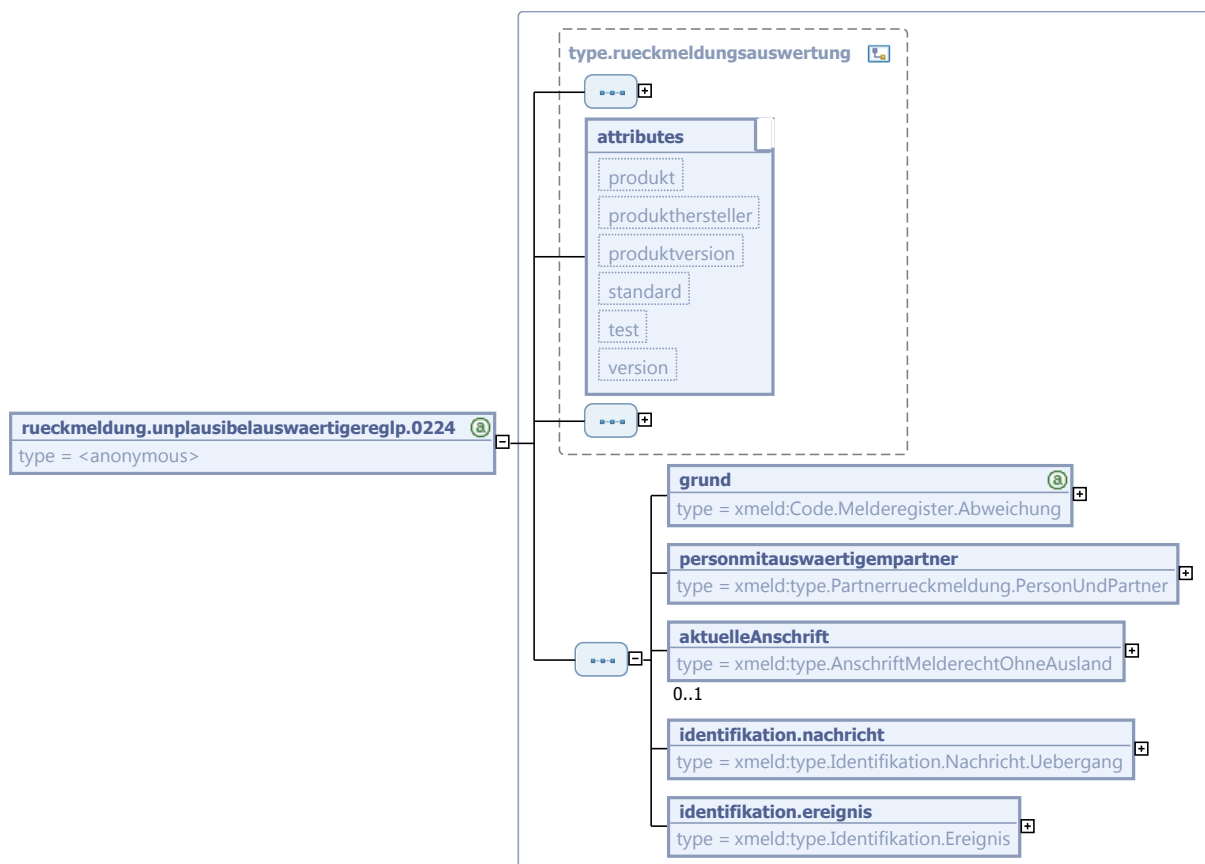 type.rueckmeldungsauswertung
attributes
produkt
produkthersteller
produktversion
standard
test
version
rueckmeldung.unplausibelauswaertigereglp.0224
type = <anonymous>
grund
type = xmeld:Code.Melderegister.Abweichung
personmitauswaertigempartner
type = xmeld:type.Partnerrueckmeldung.PersonUndPartner
aktuelleAnschrift
type = xmeld:type.AnschriftMelderechtOhneAusland
0..1
identifikation.nachricht
type = xmeld:type.Identifikation.Nachricht.Uebergang
identifikation.ereignis
type = xmeld:type.Identifikation.Ereignis